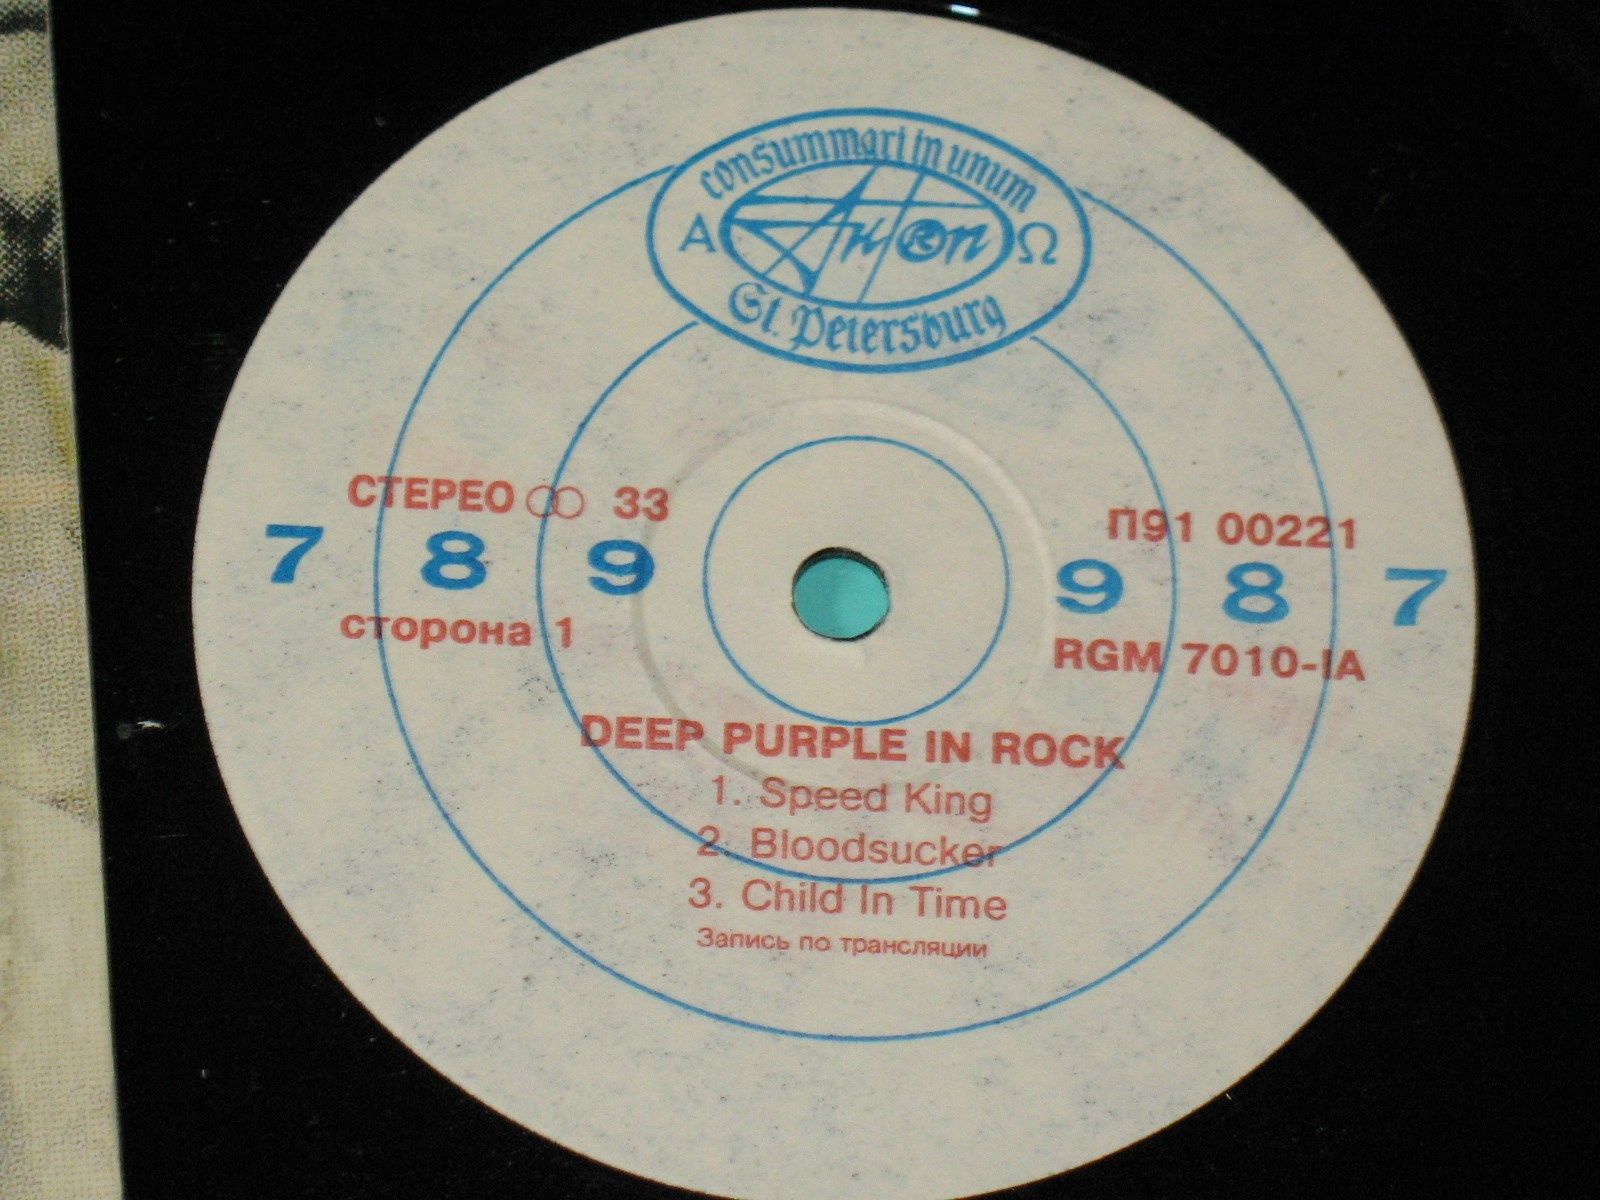 consummari in unum
Α Ω
St. Petersburg
СТЕРЕО 33
П91 00221
7 8 9
9 8 7
сторона 1
RGM 7010-IA
DEEP PURPLE IN ROCK
1. Speed King
2. Bloodsucker
3. Child In Time
Запись по трансляции